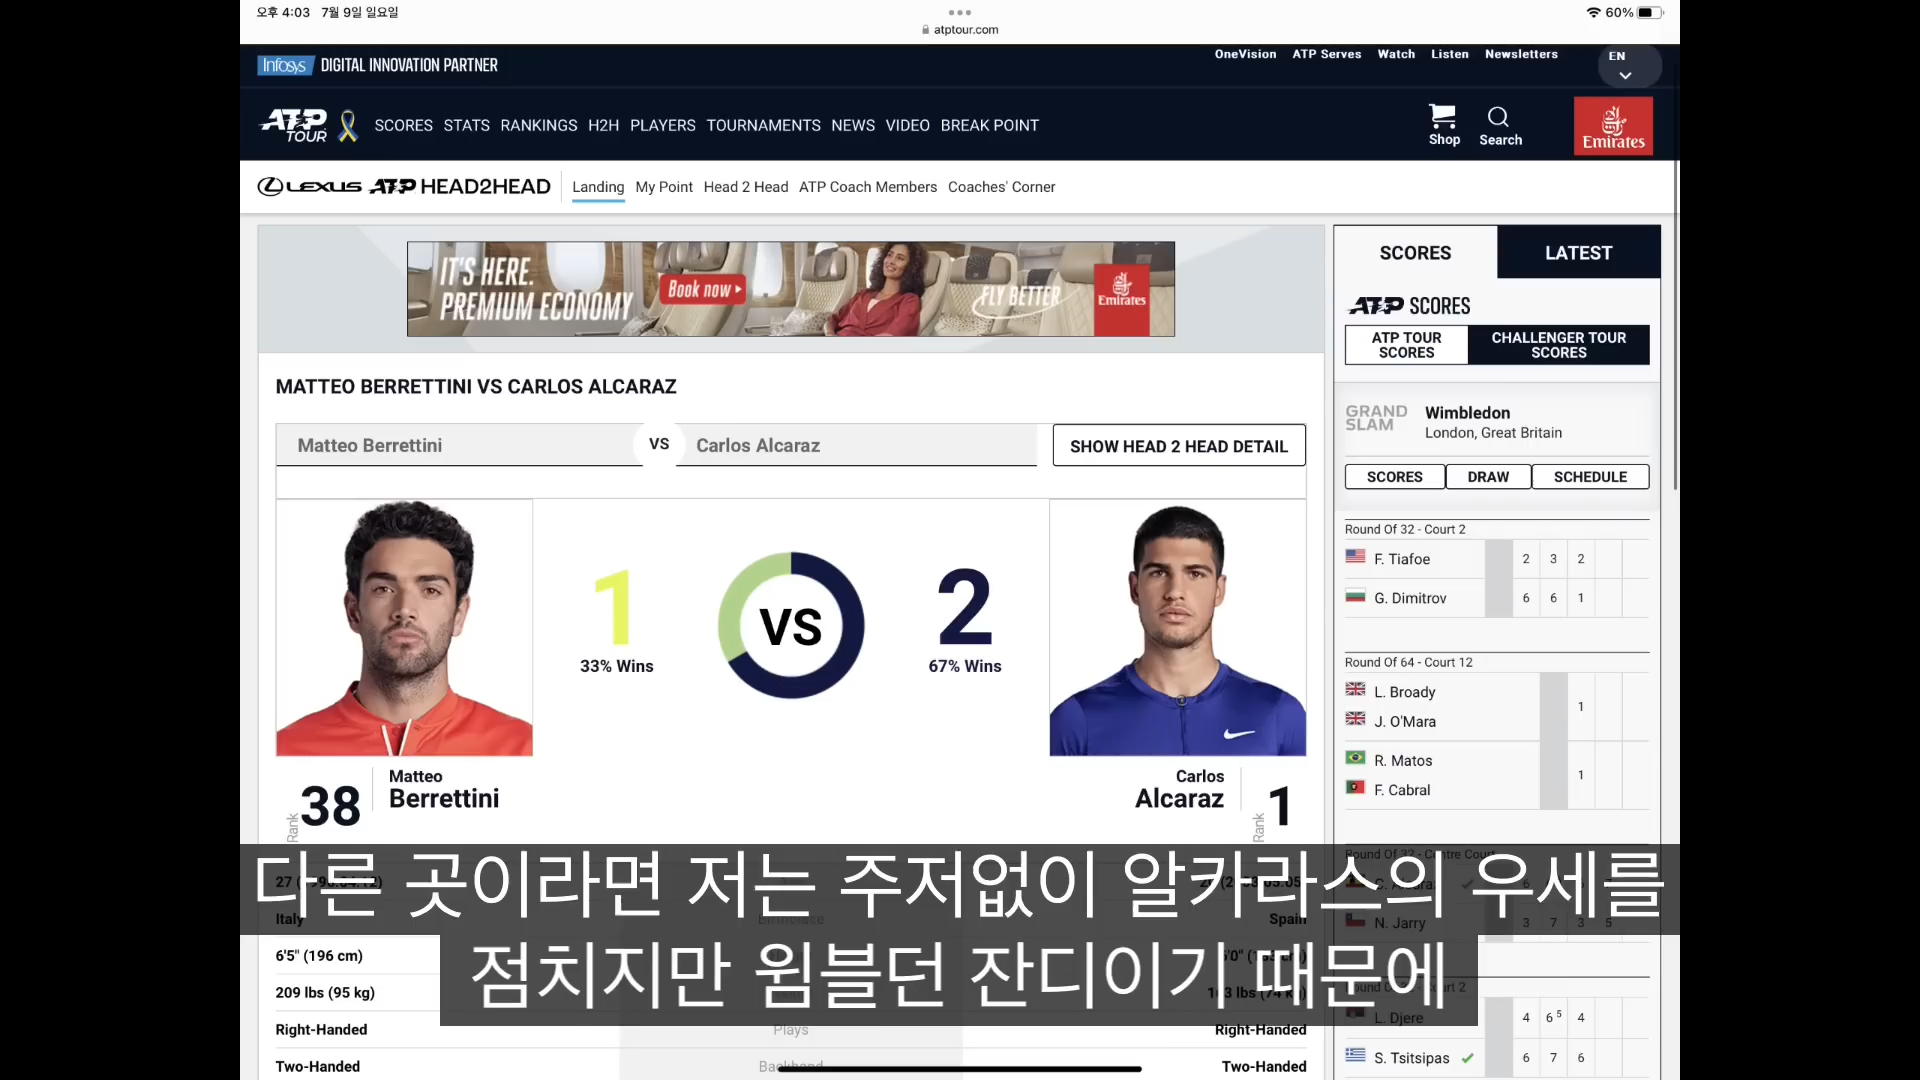 오후 4:03 7월 9일 일요일
60%
atptour.com
Infosys DIGITAL INNOVATION PARTNER
OneVision ATP Serves Watch Listen Newsletters
EN
ATP TOUR
SCORES STATS RANKINGS H2H PLAYERS TOURNAMENTS NEWS VIDEO BREAK POINT
Shop Search
Emirates
LEXUS ATP HEAD2HEAD
Landing My Point Head 2 Head ATP Coach Members Coaches' Corner
IT'S HERE.
PREMIUM ECONOMY
Book now
FLY BETTER
Emirates
MATTEO BERRETTINI VS CARLOS ALCARAZ
Matteo Berrettini VS Carlos Alcaraz
SHOW HEAD 2 HEAD DETAIL
1
33% Wins
VS
2
67% Wins
Rank 38
Matteo
Berrettini
Carlos
Alcaraz
Rank 1
Italy Birthplace Spain
6'5" (196 cm)
209 lbs (95 kg)
Right-Handed Plays Right-Handed
Two-Handed Backhand Two-Handed
SCORES LATEST
ATP SCORES
ATP TOUR
SCORES
CHALLENGER TOUR
SCORES
GRAND
SLAM
Wimbledon
London, Great Britain
SCORES DRAW SCHEDULE
Round Of 32 - Court 2
F. Tiafoe 2 3 2
G. Dimitrov 6 6 1
Round Of 64 - Court 12
L. Broady
J. O'Mara 1
R. Matos
F. Cabral 1
Round Of 32 - Centre Court
C. Alcaraz
N. Jarry 3 7 3 5
L. Djere 4 6 5 4
S. Tsitsipas 6 7 6
다른 곳이라면 저는 주저없이 알카라스의 우세를
점치지만 윔블던 잔디이기 때문에